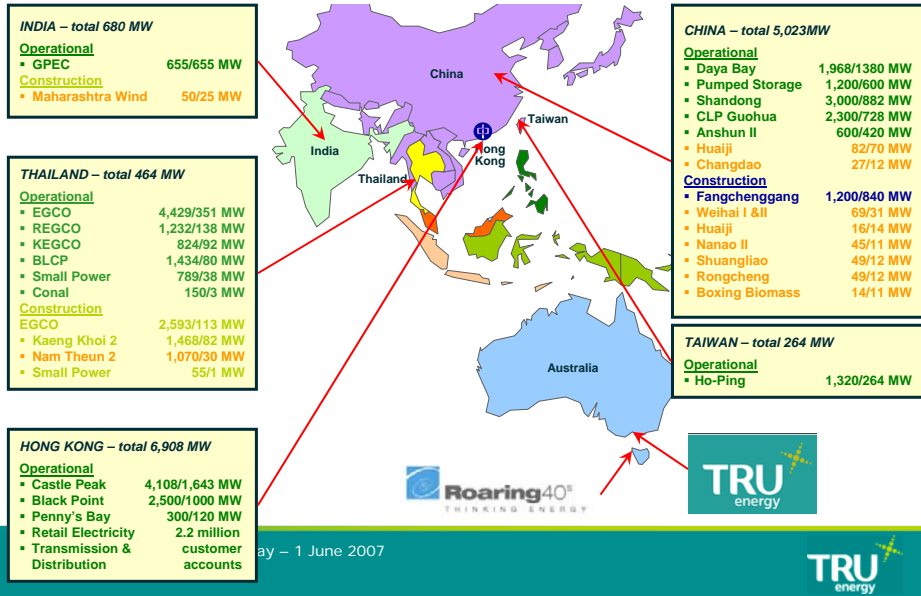 INDIA – total 680 MW
Operational
▪ GPEC 655/655 MW
Construction
▪ Maharashtra Wind 50/25 MW
THAILAND – total 464 MW
Operational
▪ EGCO 4,429/351 MW
▪ REGCO 1,232/138 MW
▪ KEGCO 824/92 MW
▪ BLCP 1,434/80 MW
▪ Small Power 789/38 MW
▪ Conal 150/3 MW
Construction
EGCO 2,593/113 MW
▪ Kaeng Khoi 2 1,468/82 MW
▪ Nam Theun 2 1,070/30 MW
▪ Small Power 55/1 MW
HONG KONG – total 6,908 MW
Operational
▪ Castle Peak 4,108/1,643 MW
▪ Black Point 2,500/1000 MW
▪ Penny's Bay 300/120 MW
▪ Retail Electricity 2.2 million
▪ Transmission & customer
Distribution accounts
China
Taiwan
Hong
Kong
India
Thailand
Australia
CHINA – total 5,023MW
Operational
▪ Daya Bay 1,968/1380 MW
▪ Pumped Storage 1,200/600 MW
▪ Shandong 3,000/882 MW
▪ CLP Guohua 2,300/728 MW
▪ Anshun II 600/420 MW
▪ Huaiji 82/70 MW
▪ Changdao 27/12 MW
Construction
▪ Fangchenggang 1,200/840 MW
▪ Weihai I &II 69/31 MW
▪ Huaiji 16/14 MW
▪ Nanao II 45/11 MW
▪ Shuangliao 49/12 MW
▪ Rongcheng 49/12 MW
▪ Boxing Biomass 14/11 MW
TAIWAN – total 264 MW
Operational
▪ Ho-Ping 1,320/264 MW
Roaring40s
THINKING ENERGY
TRU
energy
ay – 1 June 2007
TRU
energy